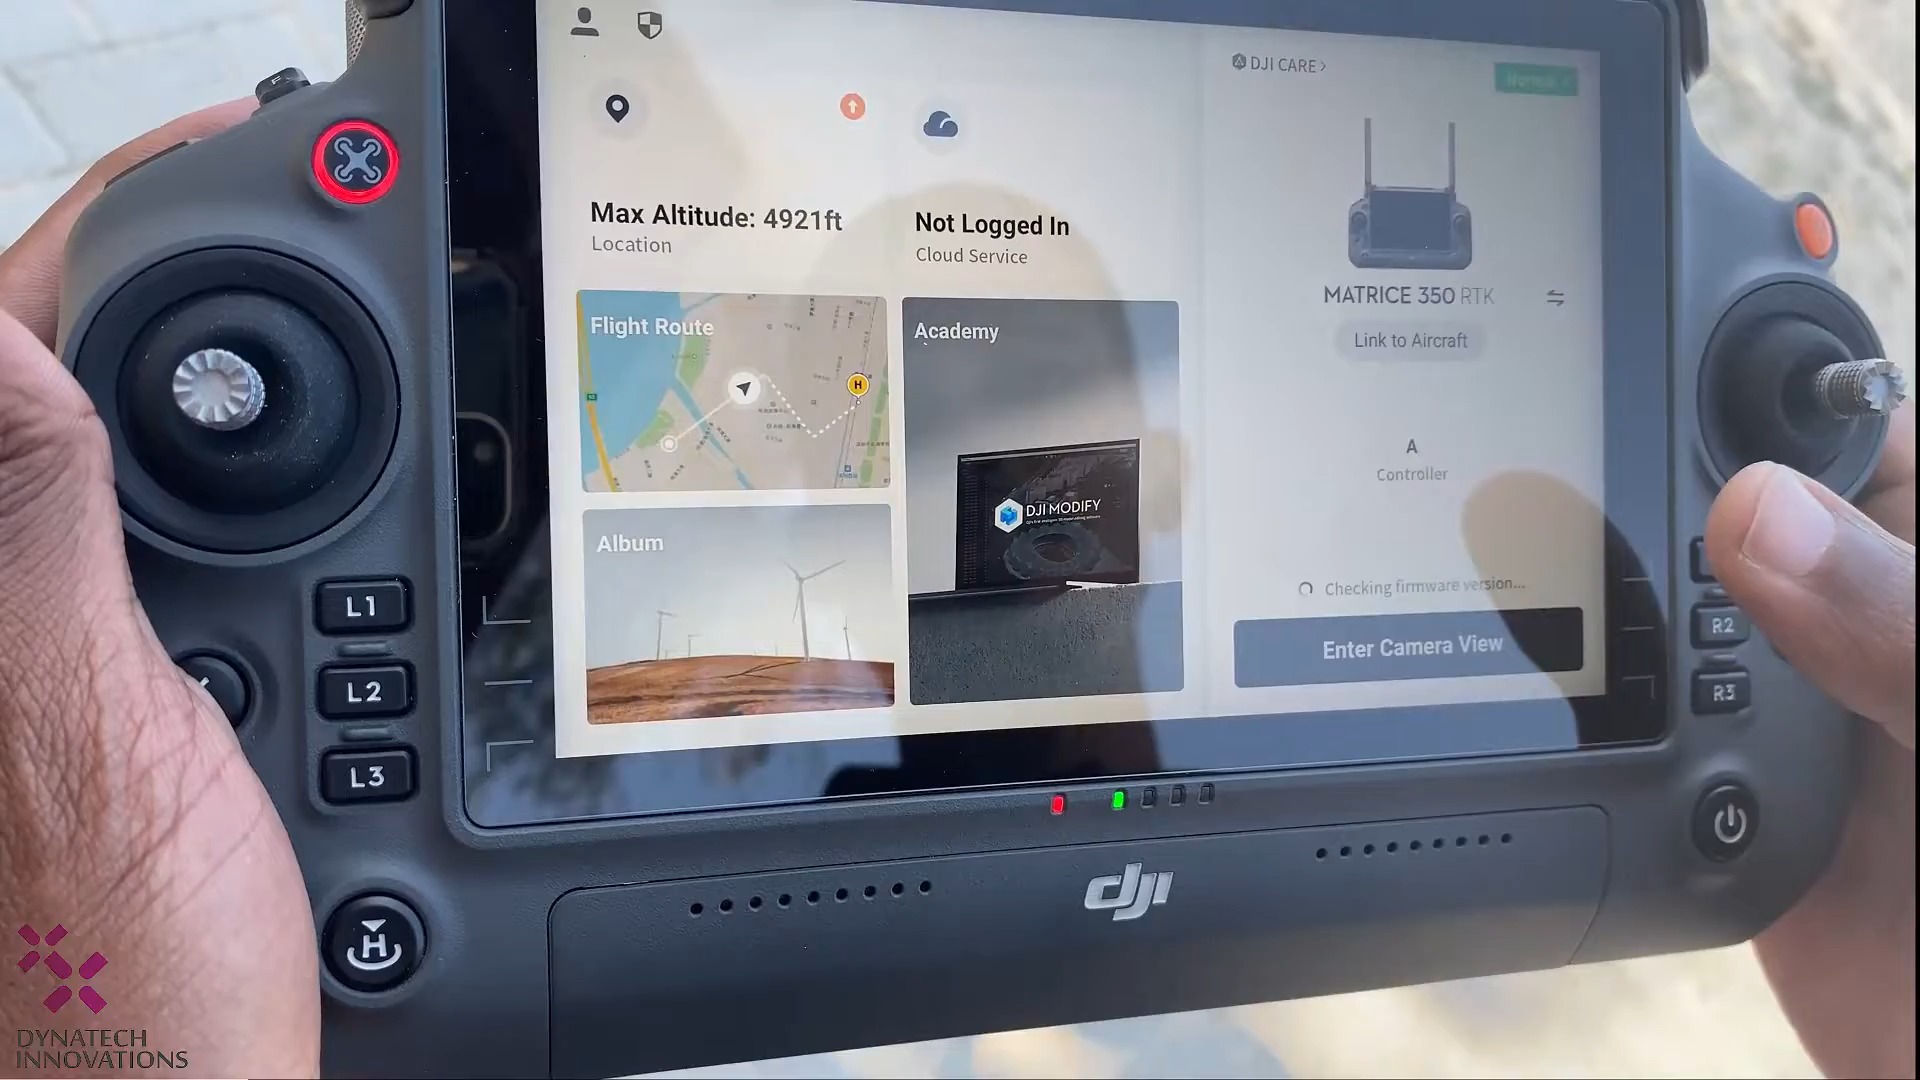 DJI CARE >
Max Altitude: 4921ft
Location
Not Logged In
Cloud Service
MATRICE 350 RTK
Link to Aircraft
Flight Route
H
Academy
DJI MODIFY
Album
A
Controller
Checking firmware version...
Enter Camera View
L1
L2
L3
R2
R3
H
dji
DYNATECH
INNOVATIONS